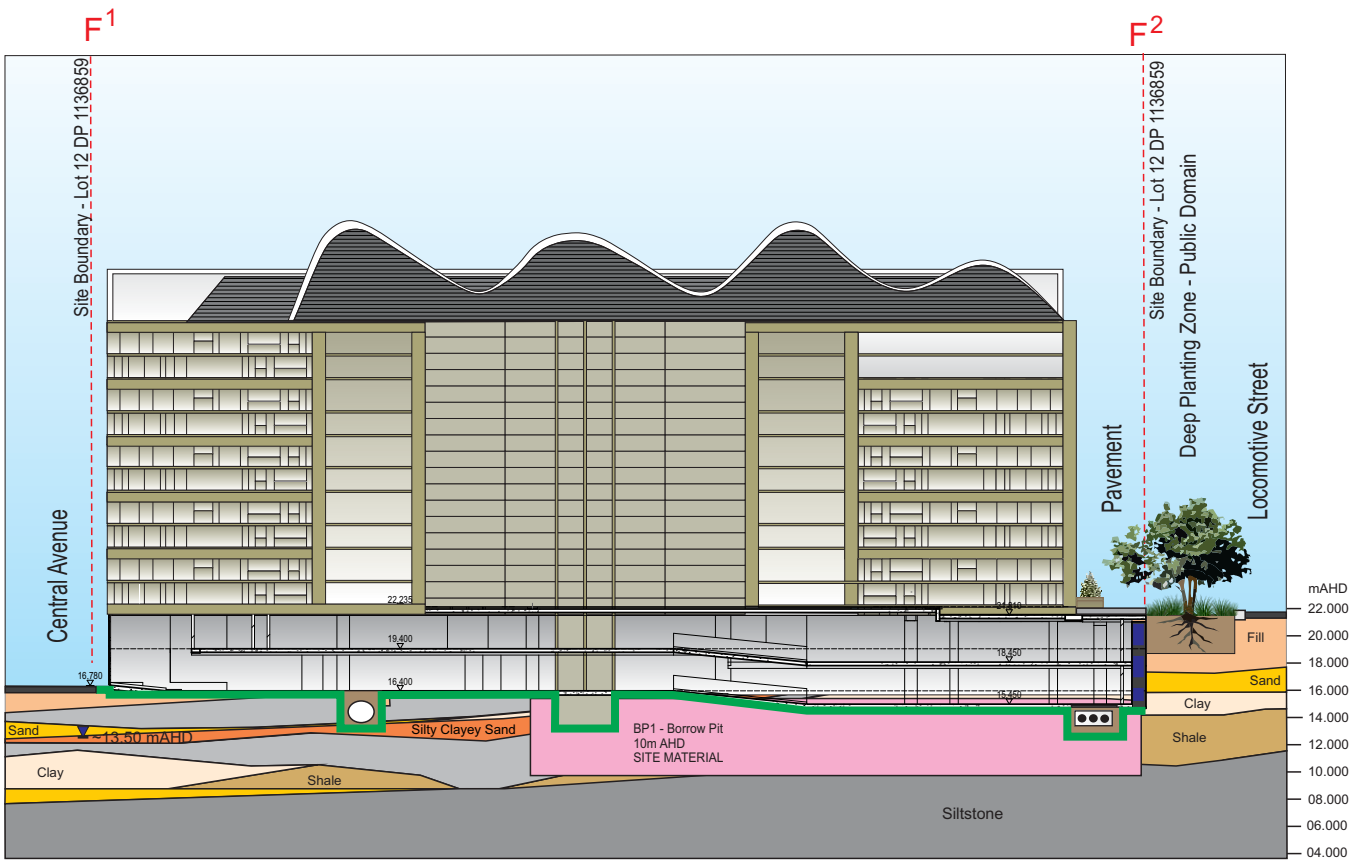 F1
F2
Site Boundary - Lot 12 DP 1136859
Site Boundary - Lot 12 DP 1136859
Deep Planting Zone - Public Domain
Locomotive Street
Pavement
Central Avenue
mAHD
22.000
20.000
18.000
16.000
14.000
12.000
10.000
08.000
06.000
04.000
22,235
19,400
18,450
16,780
16,400
15,450
Fill
Sand
Clay
Shale
Sand
~13.50 mAHD
Silty Clayey Sand
Clay
Shale
BP1 - Borrow Pit
10m AHD
SITE MATERIAL
Siltstone